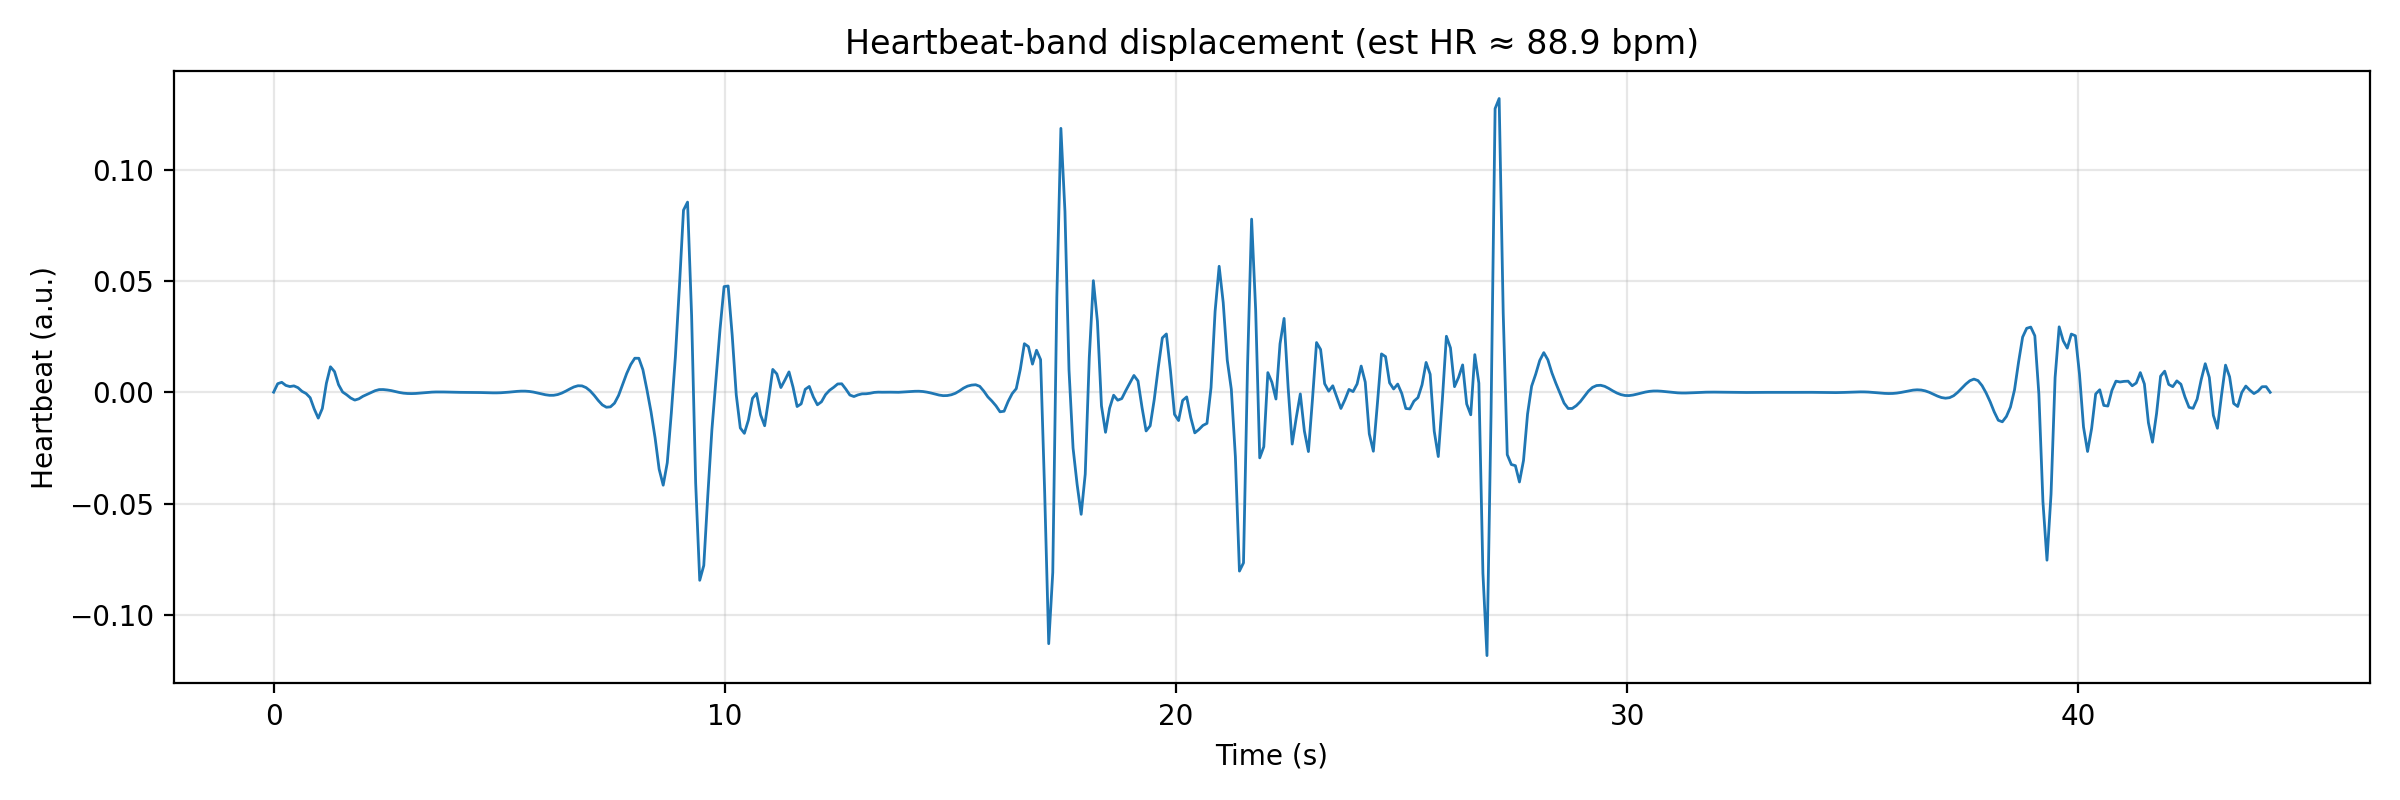 Heartbeat-band displacement (est HR ≈ 88.9 bpm)
Heartbeat (a.u.)
0.10
0.05
0.00
−0.05
−0.10
0 10 20 30 40
Time (s)